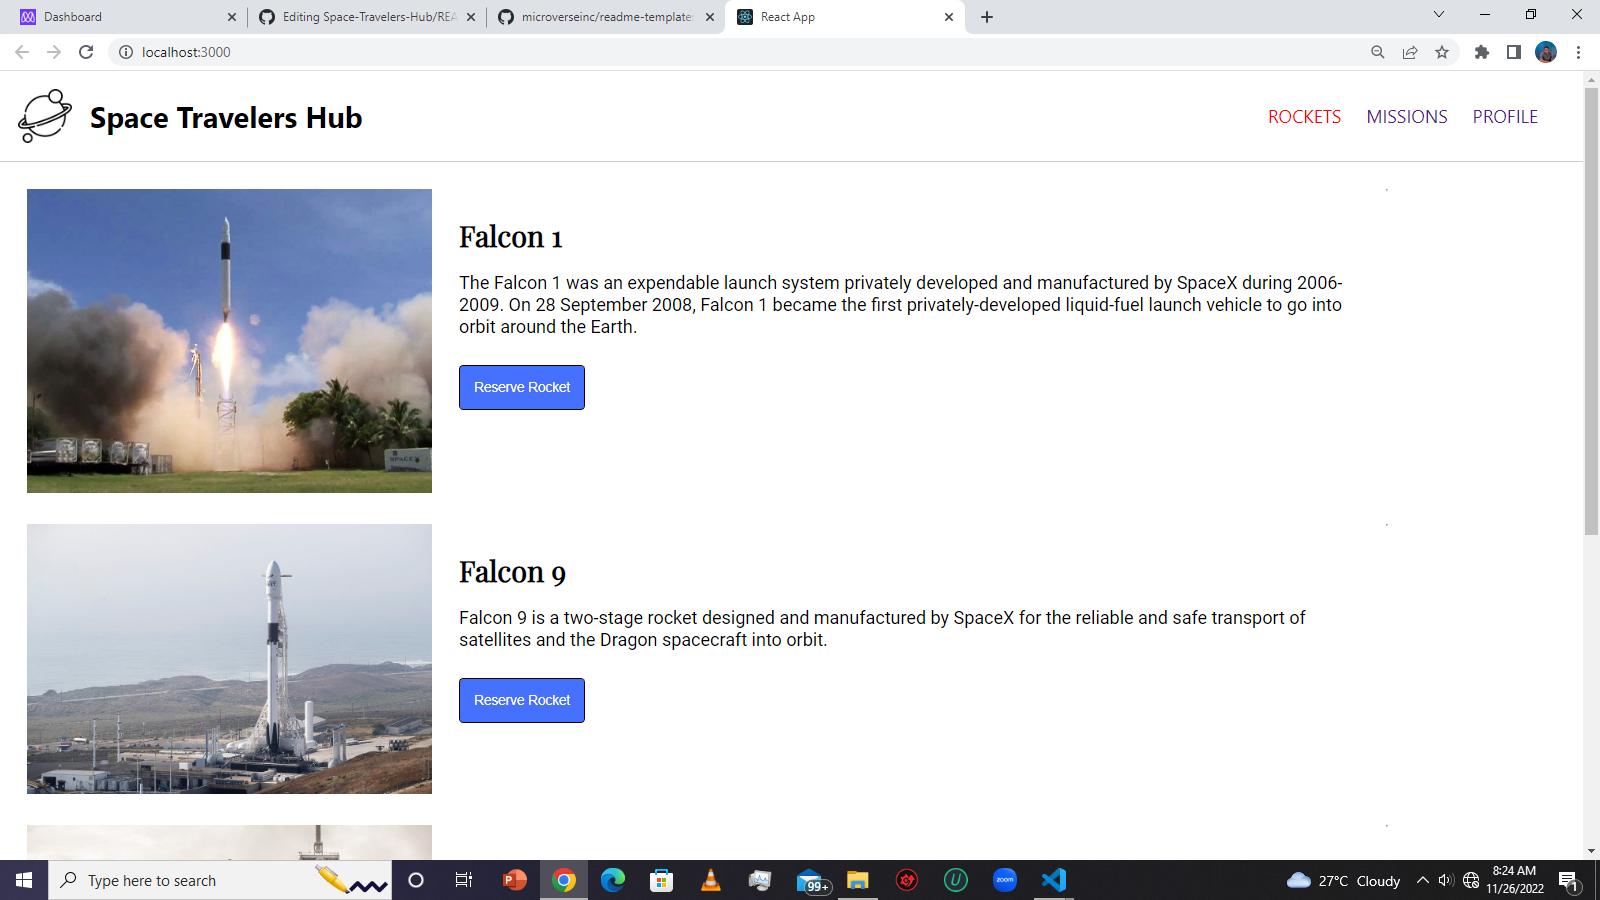 Dashboard
Editing Space-Travelers-Hub/REA
microverseinc/readme-template:
React App
localhost:3000
Space Travelers Hub
ROCKETS
MISSIONS
PROFILE
Falcon 1
The Falcon 1 was an expendable launch system privately developed and manufactured by SpaceX during 2006-
2009. On 28 September 2008, Falcon 1 became the first privately-developed liquid-fuel launch vehicle to go into
orbit around the Earth.
Reserve Rocket
SPACEX
Falcon 9
Falcon 9 is a two-stage rocket designed and manufactured by SpaceX for the reliable and safe transport of
satellites and the Dragon spacecraft into orbit.
Reserve Rocket
Type here to search
99+
zoom
27°C Cloudy
8:24 AM
11/26/2022
1